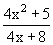 4x² + 5
4x + 8